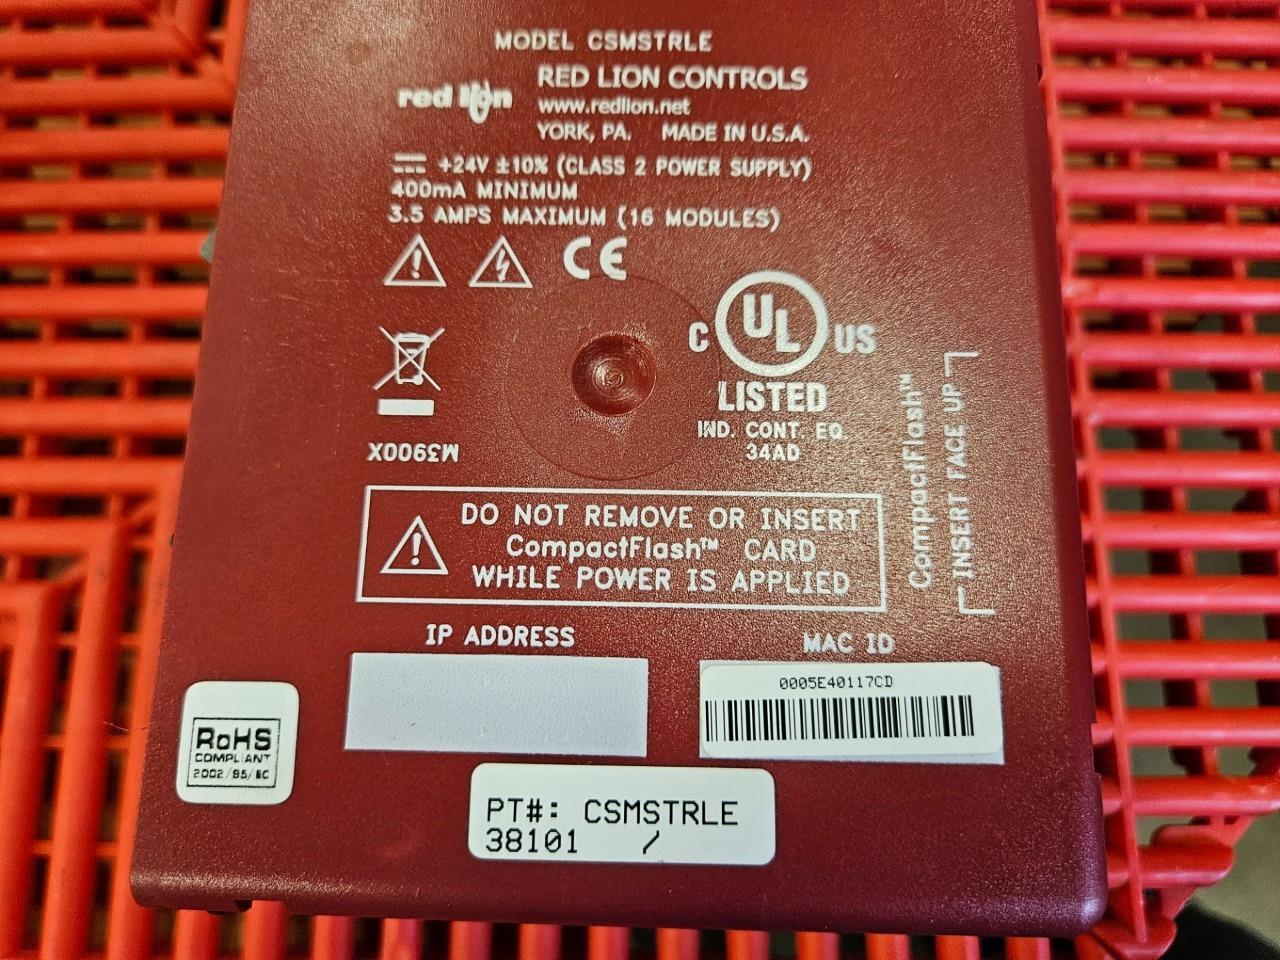 MODEL CSMSTRLE
red lion
RED LION CONTROLS
www.redlion.net
YORK, PA. MADE IN U.S.A.
+24V ±10% (CLASS 2 POWER SUPPLY)
400mA MINIMUM
3.5 AMPS MAXIMUM (16 MODULES)
CE
C UL US
LISTED
IND. CONT. EQ.
34AD
M3900X
CompactFlash™
INSERT FACE UP
DO NOT REMOVE OR INSERT
CompactFlash™ CARD
WHILE POWER IS APPLIED
IP ADDRESS
MAC ID
0005E40117CD
RoHS
COMPLIANT
2002/95/EC
PT#: CSMSTRLE
38101 /